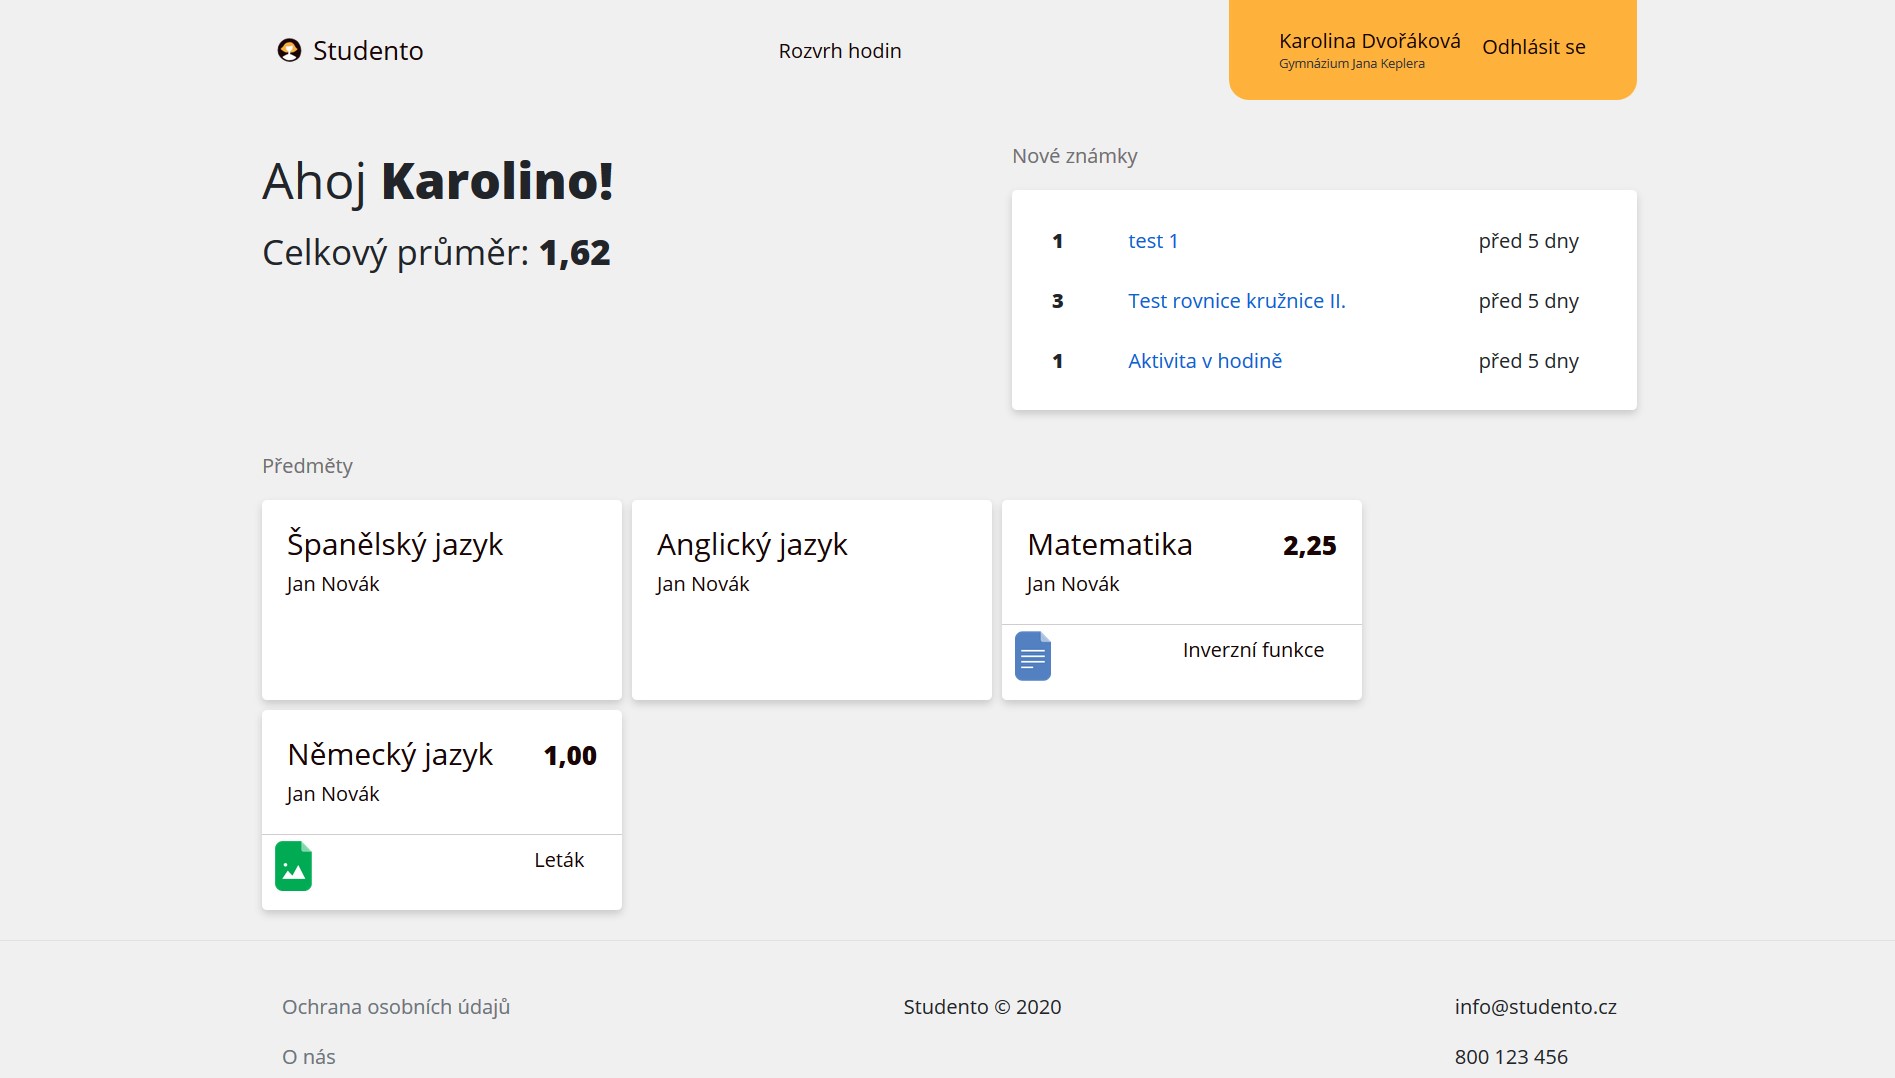 Studento
Rozvrh hodin
Karolina Dvořáková
Gymnázium Jana Keplera
Odhlásit se
Ahoj Karolino!
Celkový průměr: 1,62
Nové známky
1 test 1 před 5 dny
3 Test rovnice kružnice II. před 5 dny
1 Aktivita v hodině před 5 dny
Předměty
Španělský jazyk
Jan Novák
Anglický jazyk
Jan Novák
Matematika 2,25
Jan Novák
Inverzní funkce
Německý jazyk 1,00
Jan Novák
Leták
Ochrana osobních údajů
O nás
Studento © 2020
info@studento.cz
800 123 456